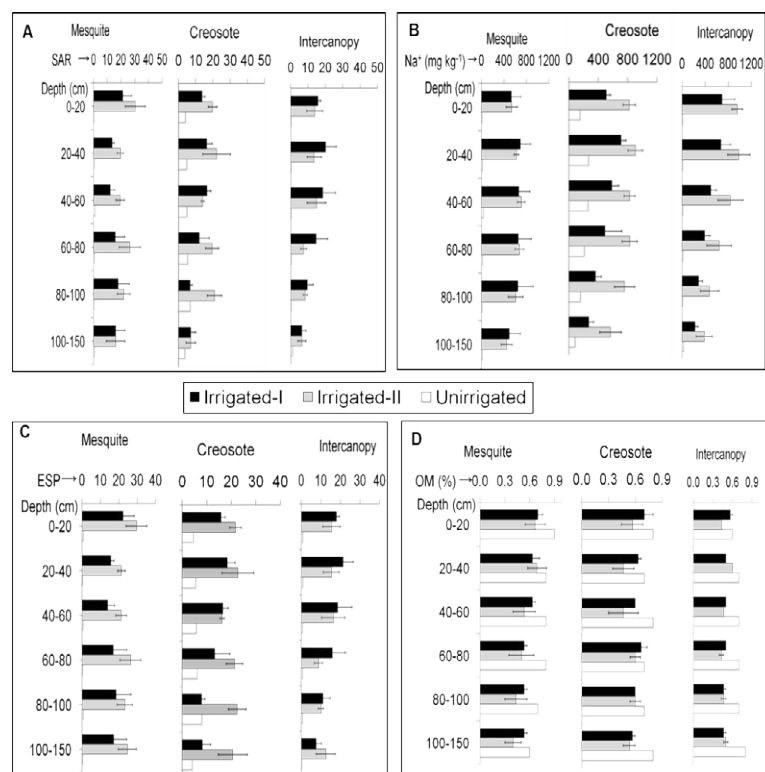 A
Mesquite
Creosote
Intercanopy
SAR → 0 10 20 30 40 50
0 10 20 30 40 50
0 10 20 30 40 50
Depth (cm)
0-20
20-40
40-60
60-80
80-100
100-150
B
Mesquite
Creosote
Intercanopy
Na⁺ (mg kg⁻¹) → 0 400 800 1200
0 400 800 1200
0 400 800 1200
Depth (cm)
0-20
20-40
40-60
60-80
80-100
100-150
Irrigated-I Irrigated-II Unirrigated
C
Mesquite
Creosote
Intercanopy
ESP → 0 10 20 30 40
0 10 20 30 40
0 10 20 30 40
Depth (cm)
0-20
20-40
40-60
60-80
80-100
100-150
D
Mesquite
Creosote
Intercanopy
OM (%) → 0.0 0.3 0.6 0.9
0.0 0.3 0.6 0.9
0.0 0.3 0.6 0.9
Depth (cm)
0-20
20-40
40-60
60-80
80-100
100-150